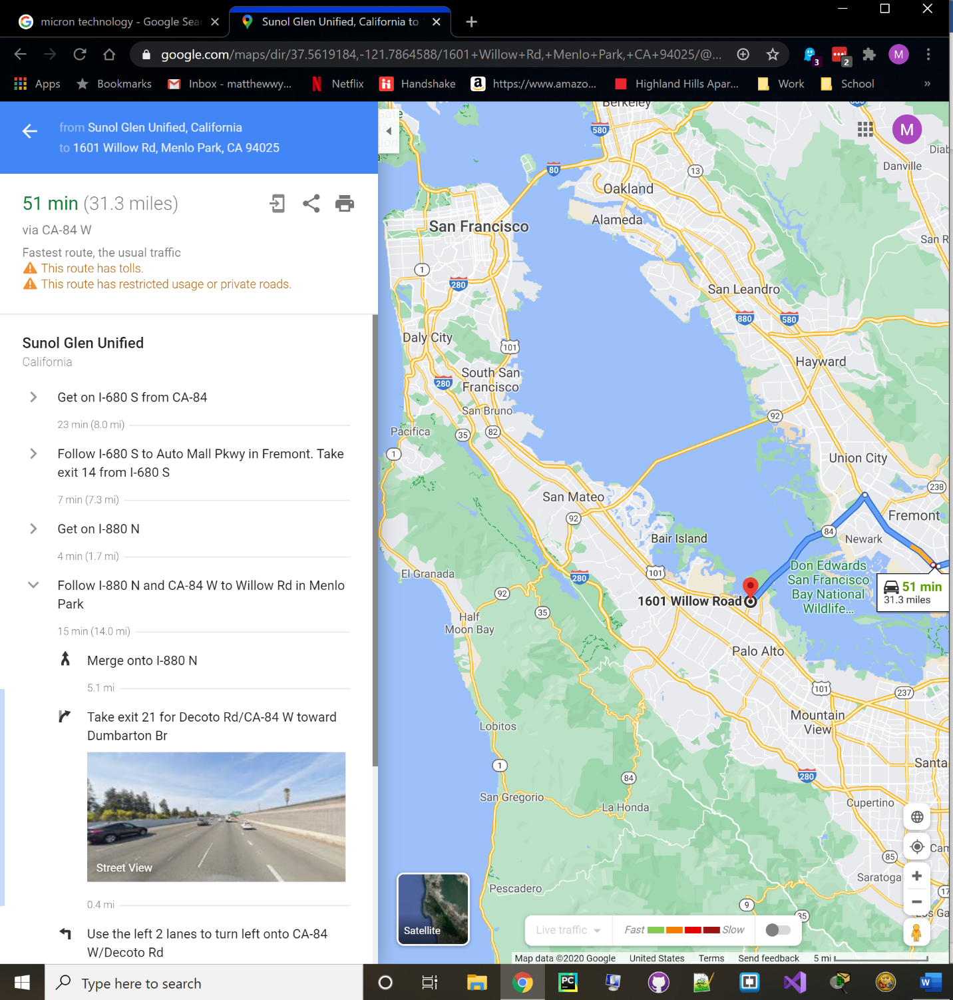 micron technology - Google Sea
Sunol Glen Unified, California to
google.com/maps/dir/37.5619184,-121.7864588/1601+Willow+Rd,+Menlo+Park,+CA+94025/@...
3
2
M
Apps
Bookmarks
Inbox - matthewwy...
Netflix
Handshake
https://www.amazo...
Highland Hills Apar...
Work
School
»
from Sunol Glen Unified, California
to 1601 Willow Rd, Menlo Park, CA 94025
51 min (31.3 miles)
via CA-84 W
Fastest route, the usual traffic
This route has tolls.
This route has restricted usage or private roads.
Sunol Glen Unified
California
Get on I-680 S from CA-84
23 min (8.0 mi)
Follow I-680 S to Auto Mall Pkwy in Fremont. Take
exit 14 from I-680 S
7 min (7.3 mi)
Get on I-880 N
4 min (1.7 mi)
Follow I-880 N and CA-84 W to Willow Rd in Menlo
Park
15 min (14.0 mi)
Merge onto I-880 N
5.1 mi
Take exit 21 for Decoto Rd/CA-84 W toward
Dumbarton Br
Street View
0.4 mi
Use the left 2 lanes to turn left onto CA-84
W/Decoto Rd
Berkeley
580
M
Diab
Danville
80
13
Oakland
Alameda
San Francisco
San R
1
280
San Leandro
880
580
Daly City
101
Hayward
South San
Francisco
280
San Bruno
92
Pacifica
35
82
1
Union City
238
San Mateo
92
Fremont
84
Newark
Bair Island
Don Edwards
San Francisco
Bay National
Wildlife...
51 min
31.3 miles
El Granada
280
101
92
1601 Willow Road
35
Half
Moon Bay
Palo Alto
101
237
Mountain
View
Lobitos
1
Santa
84
280
San Gregorio
La Honda
Cupertino
Cam
85
Saratoga
17
Pescadero
9
35
Los Ga
Satellite
Live traffic
Fast
Slow
Map data ©2020 Google
United States
Terms
Send feedback
5 mi
Type here to search
PC
W